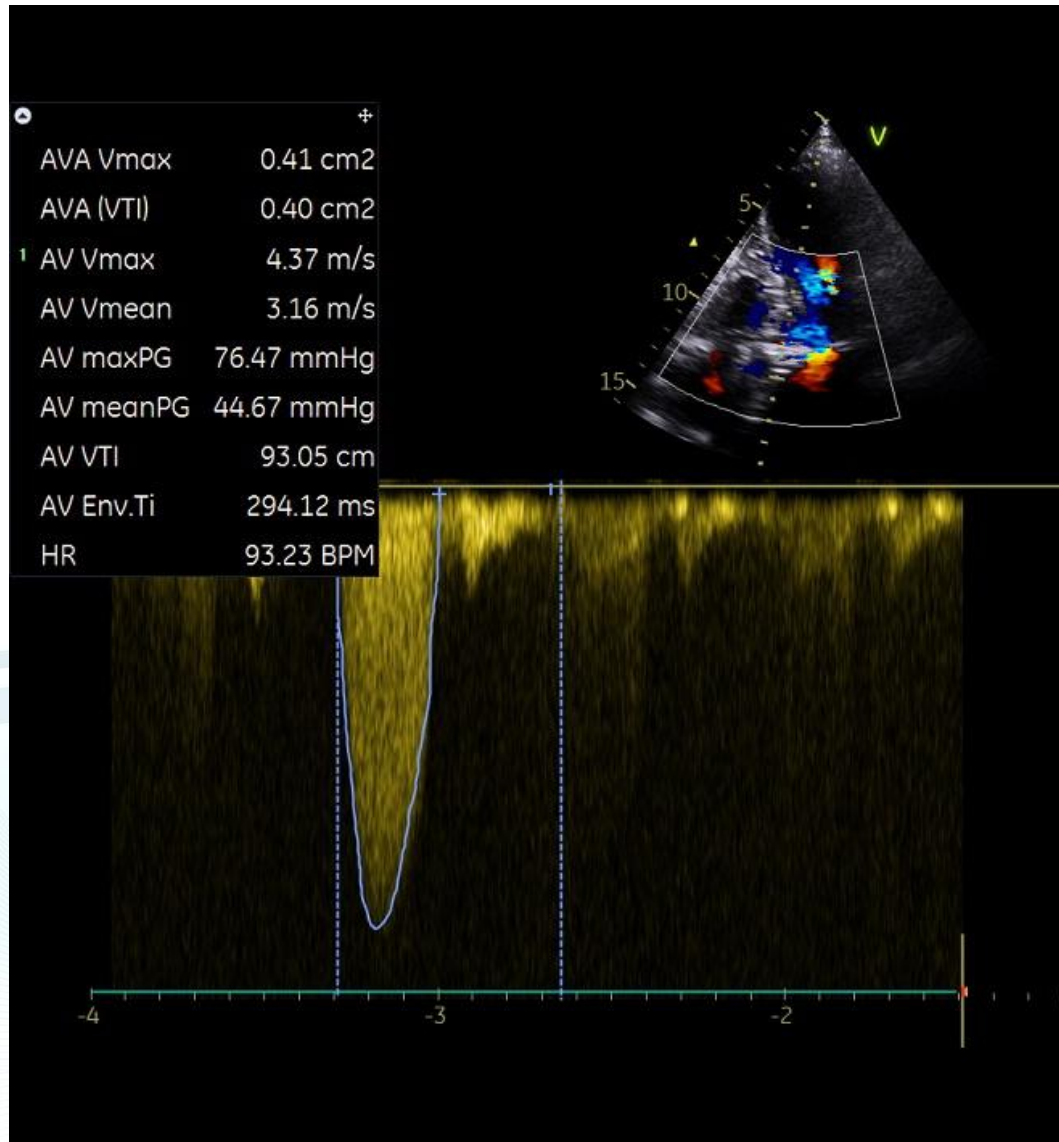 AVA Vmax 0.41 cm2
AVA (VTI) 0.40 cm2
1 AV Vmax 4.37 m/s
AV Vmean 3.16 m/s
AV maxPG 76.47 mmHg
AV meanPG 44.67 mmHg
AV VTI 93.05 cm
AV Env.Ti 294.12 ms
HR 93.23 BPM
V
5
10
15
1
-4 -3 -2